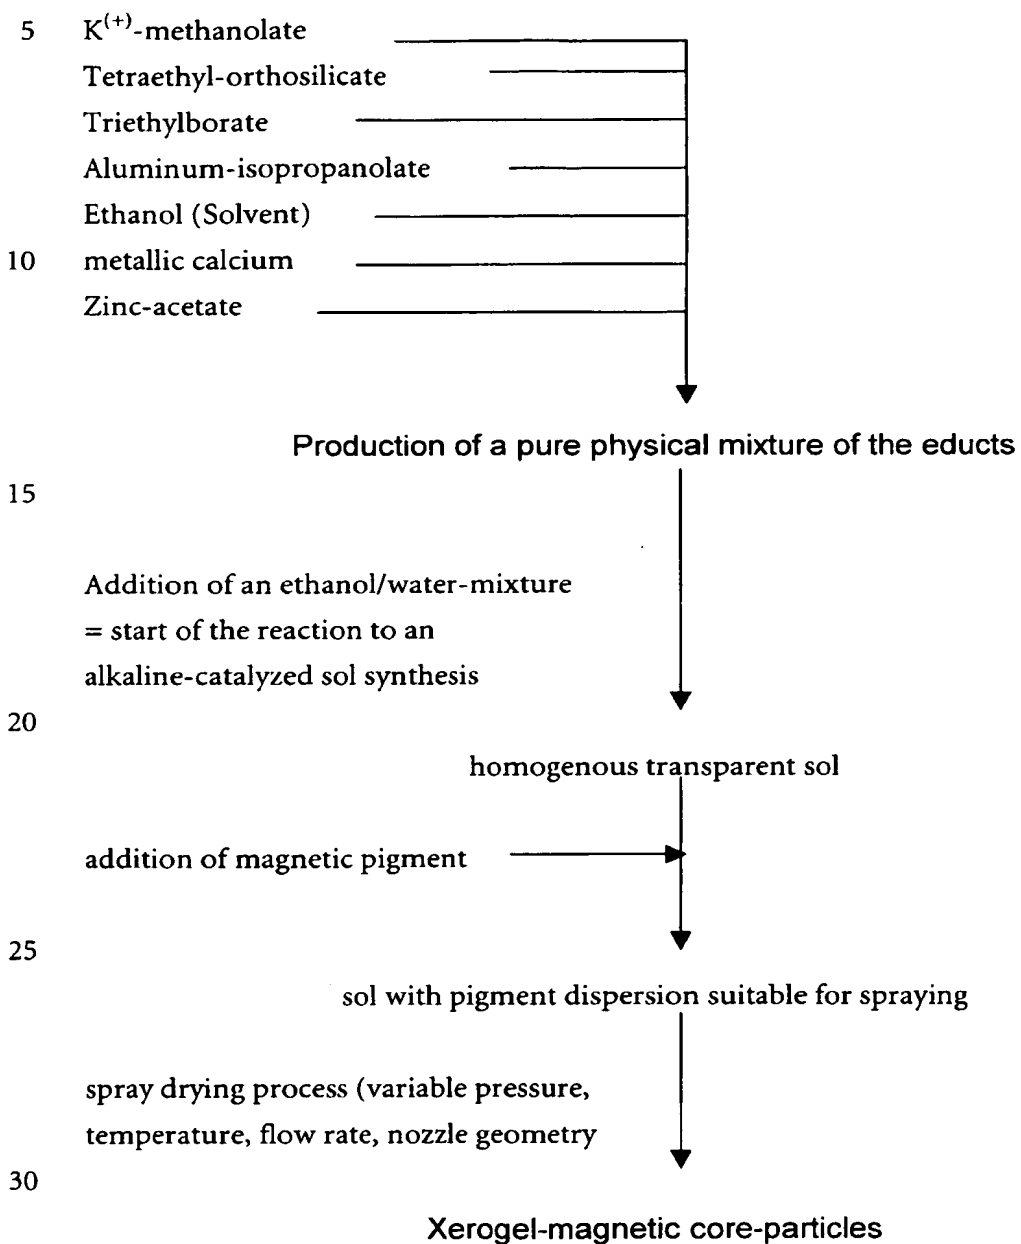 5 K(+)-methanolate
Tetraethyl-orthosilicate
Triethylborate
Aluminum-isopropanolate
Ethanol (Solvent)
10 metallic calcium
Zinc-acetate
Production of a pure physical mixture of the educts
15
Addition of an ethanol/water-mixture
= start of the reaction to an
alkaline-catalyzed sol synthesis
20
homogenous transparent sol
addition of magnetic pigment
25
sol with pigment dispersion suitable for spraying
spray drying process (variable pressure,
temperature, flow rate, nozzle geometry
30
Xerogel-magnetic core-particles